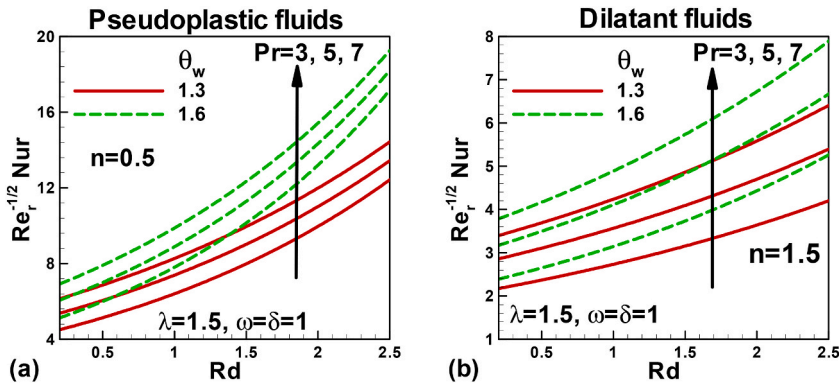 Pseudoplastic fluids
20
16
12
8
4
Re_r^-1/2 Nur
θ_w
1.3
1.6
Pr=3, 5, 7
n=0.5
λ=1.5, ω=δ=1
0.5 1 1.5 2 2.5
(a) Rd
Dilatant fluids
8
7
6
5
4
3
2
1
Re_r^-1/2 Nur
θ_w
1.3
1.6
Pr=3, 5, 7
n=1.5
λ=1.5, ω=δ=1
0.5 1 1.5 2 2.5
(b) Rd